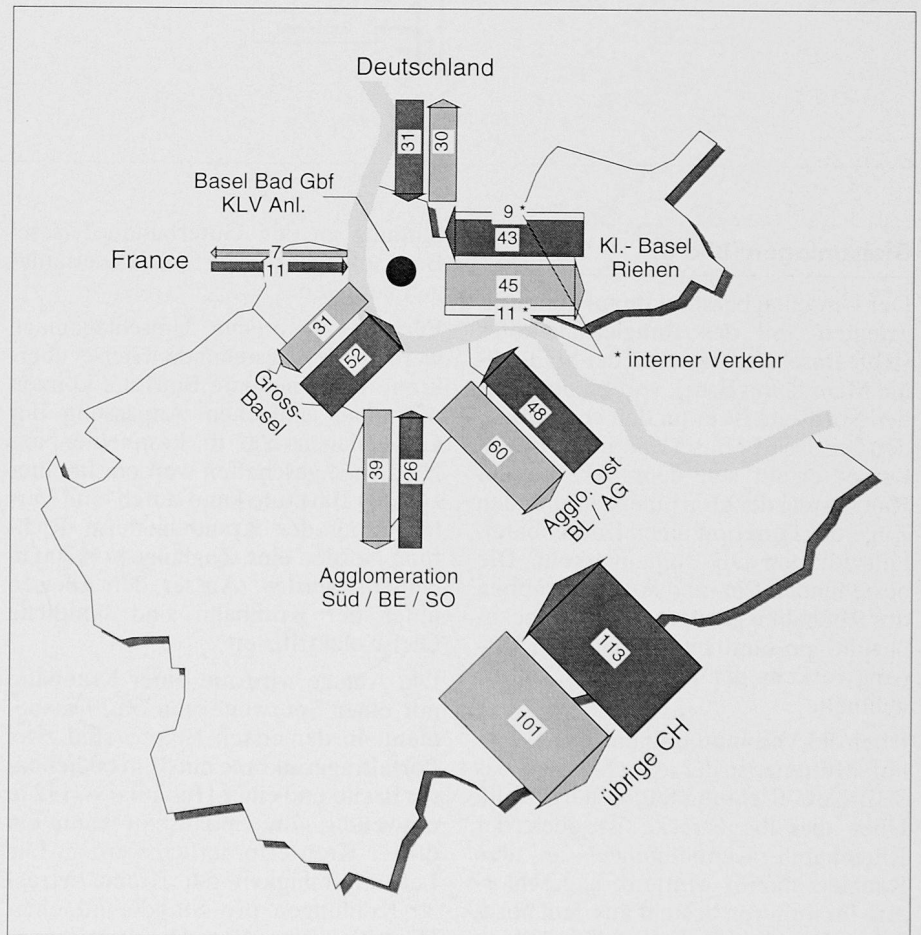 Deutschland
31
30
Basel Bad Gbf
KLV Anl.
9 *
43
Kl.- Basel
Riehen
France
7
11
45
11 *
* interner Verkehr
31
52
Gross-
Basel
48
60
Agglo. Ost
BL / AG
39
26
Agglomeration
Süd / BE / SO
113
101
übrige CH